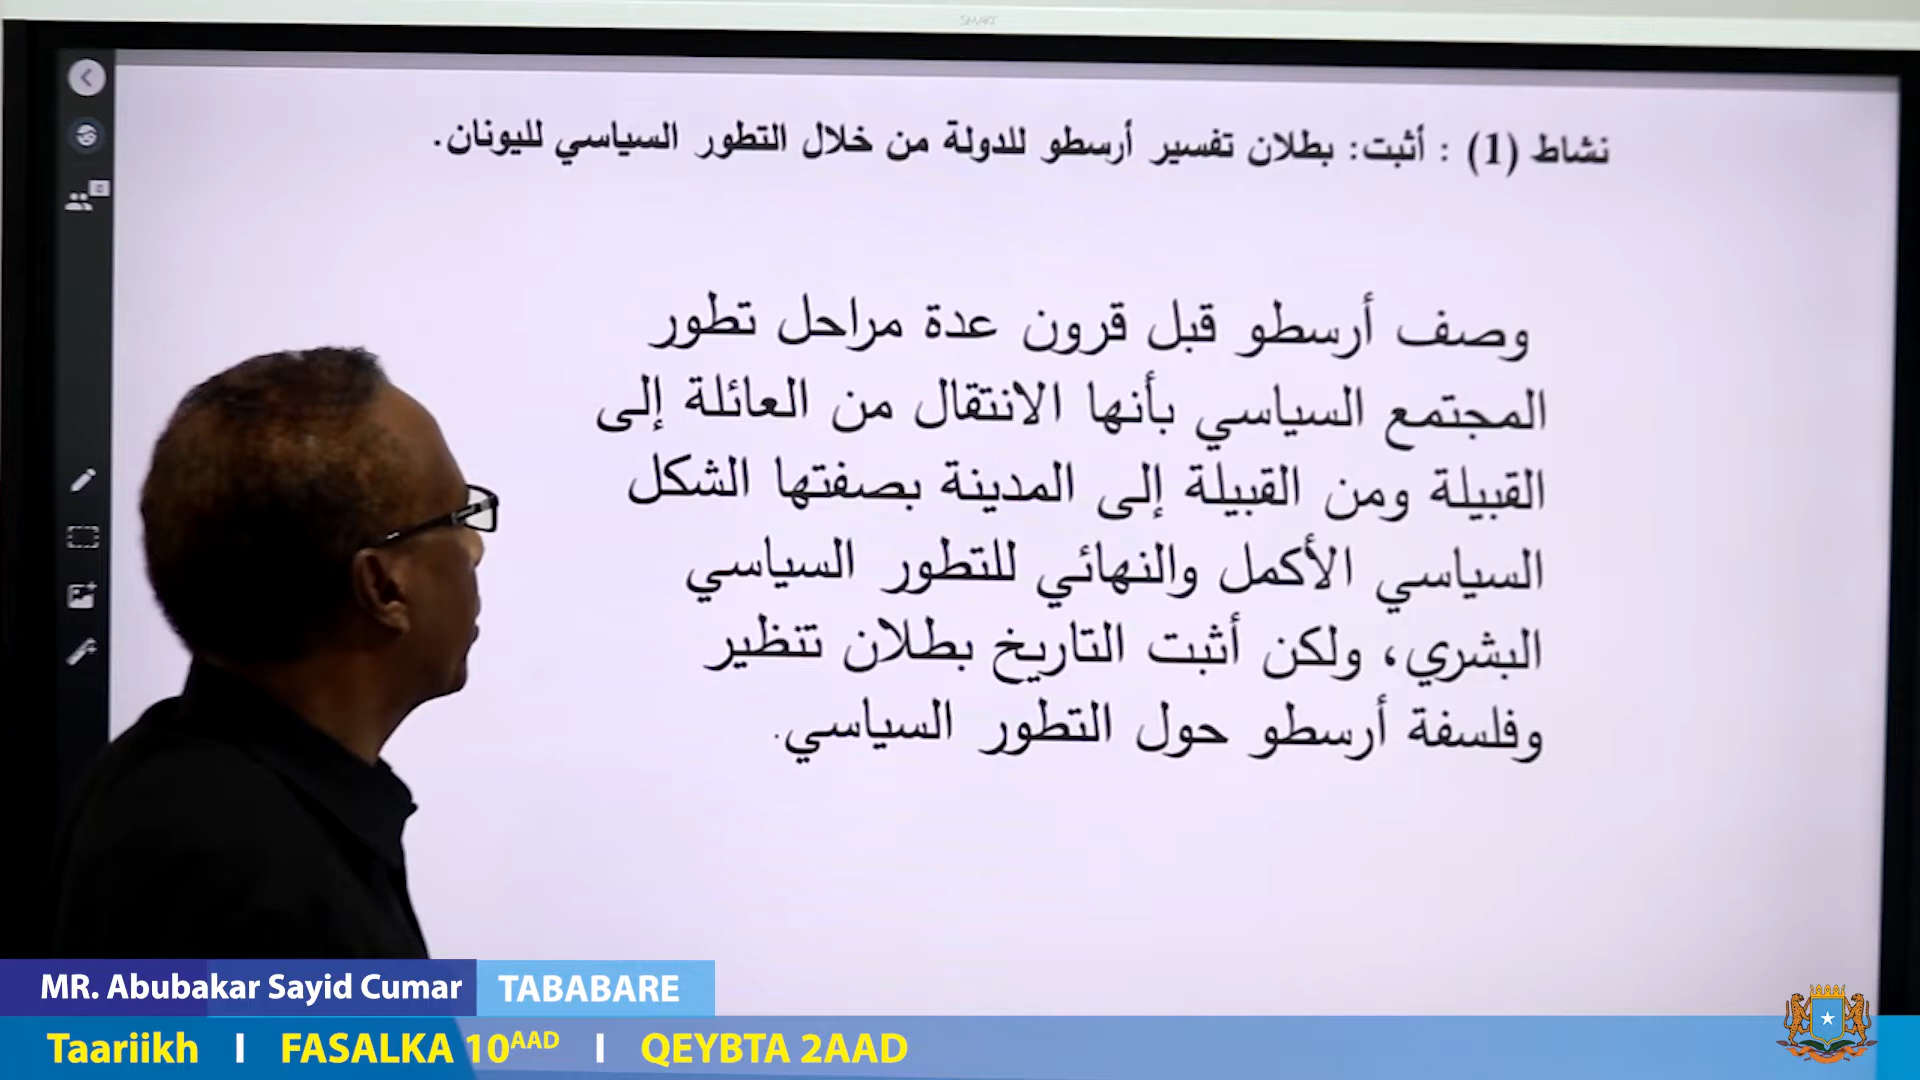 SMART
نشاط (1) : أثبت: بطلان تفسير أرسطو للدولة من خلال التطور السياسي لليونان.
وصف أرسطو قبل قرون عدة مراحل تطور
المجتمع السياسي بأنها الانتقال من العائلة إلى
القبيلة ومن القبيلة إلى المدينة بصفتها الشكل
السياسي الأكمل والنهائي للتطور السياسي
البشري، ولكن أثبت التاريخ بطلان تنظير
وفلسفة أرسطو حول التطور السياسي.
MR. Abubakar Sayid Cumar TABABARE
Taariikh I FASALKA 10AAD I QEYBTA 2AAD